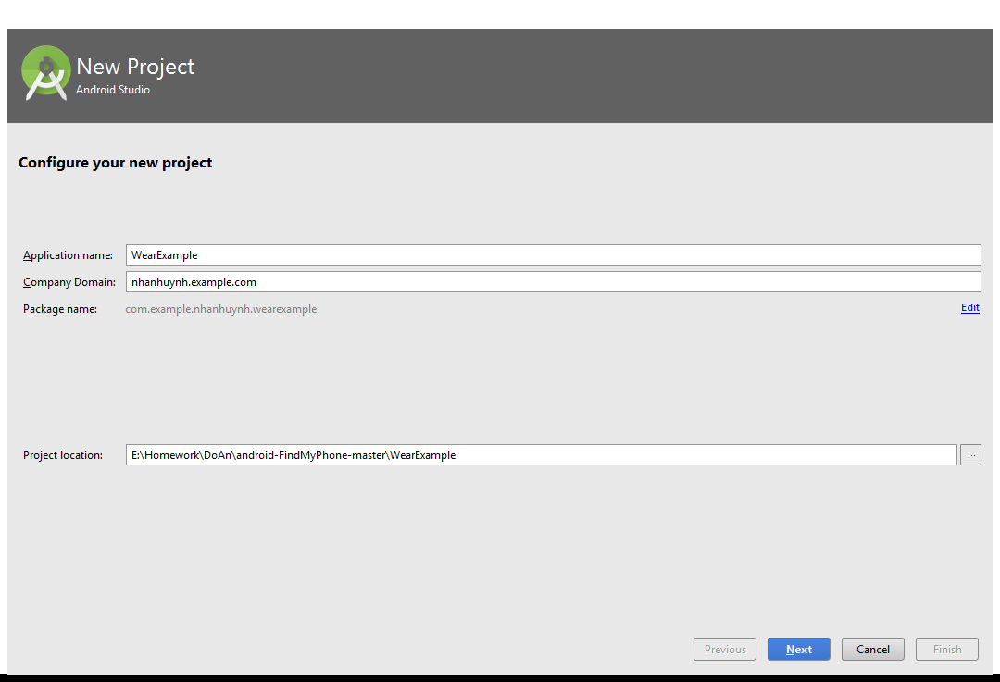 New Project
Android Studio
Configure your new project
Application name: WearExample
Company Domain: nhanhuynh.example.com
Package name: com.example.nhanhuynh.wearexample Edit
Project location: E:\Homework\DoAn\android-FindMyPhone-master\WearExample ...
Previous Next Cancel Finish